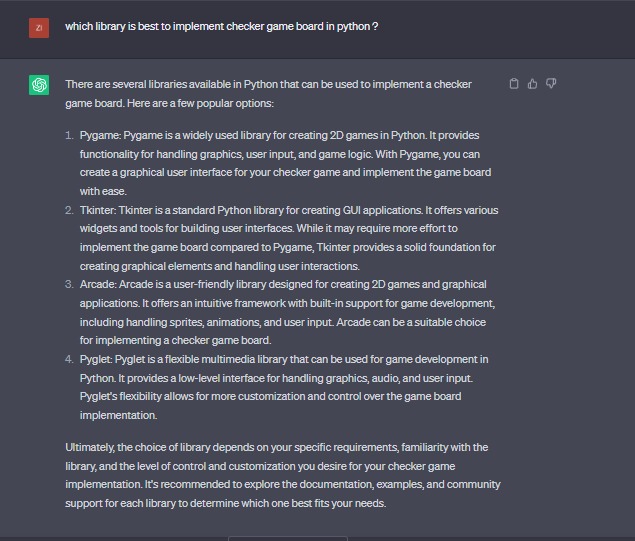 ZI
which library is best to implement checker game board in python ?
There are several libraries available in Python that can be used to implement a checker
game board. Here are a few popular options:
1. Pygame: Pygame is a widely used library for creating 2D games in Python. It provides
functionality for handling graphics, user input, and game logic. With Pygame, you can
create a graphical user interface for your checker game and implement the game board
with ease.
2. Tkinter: Tkinter is a standard Python library for creating GUI applications. It offers various
widgets and tools for building user interfaces. While it may require more effort to
implement the game board compared to Pygame, Tkinter provides a solid foundation for
creating graphical elements and handling user interactions.
3. Arcade: Arcade is a user-friendly library designed for creating 2D games and graphical
applications. It offers an intuitive framework with built-in support for game development,
including handling sprites, animations, and user input. Arcade can be a suitable choice
for implementing a checker game board.
4. Pyglet: Pyglet is a flexible multimedia library that can be used for game development in
Python. It provides a low-level interface for handling graphics, audio, and user input.
Pyglet's flexibility allows for more customization and control over the game board
implementation.
Ultimately, the choice of library depends on your specific requirements, familiarity with the
library, and the level of control and customization you desire for your checker game
implementation. It's recommended to explore the documentation, examples, and community
support for each library to determine which one best fits your needs.